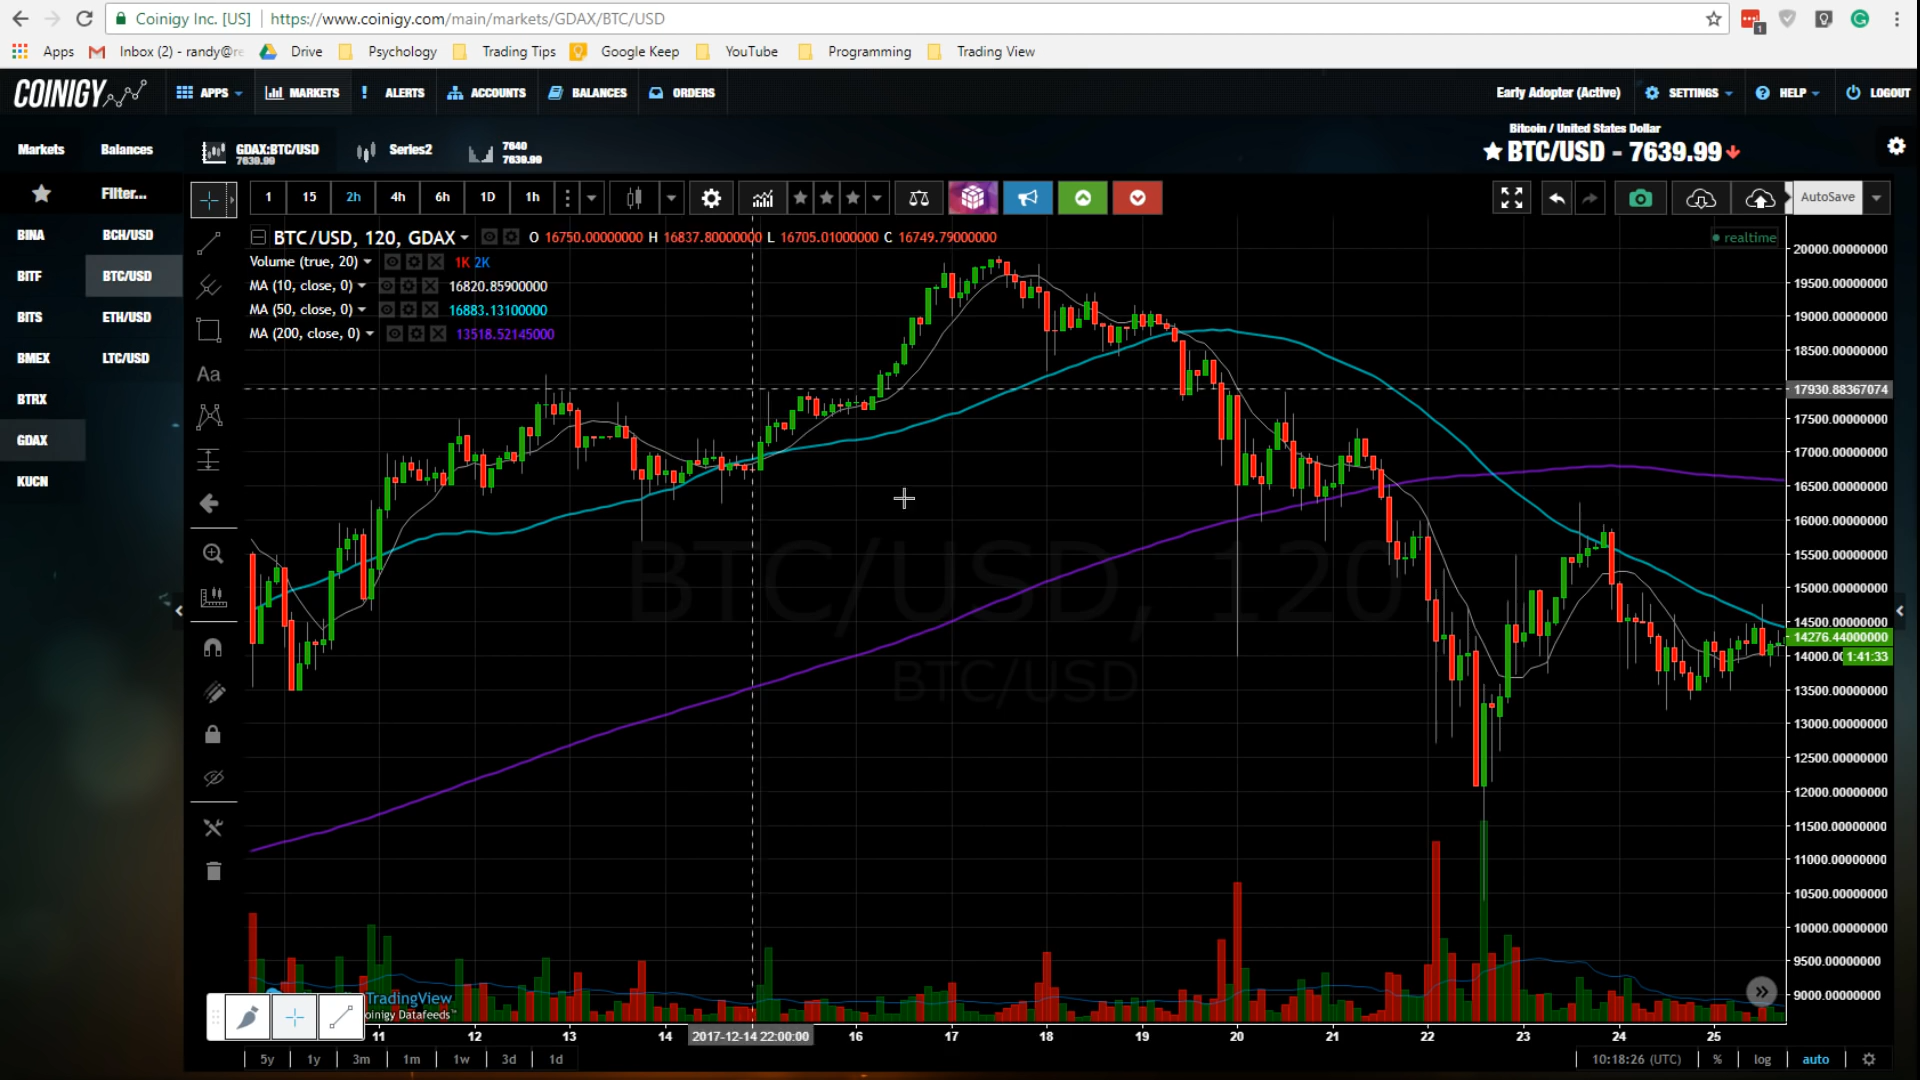 Coinigy Inc. [US] | https://www.coinigy.com/main/markets/GDAX/BTC/USD
1
Apps Inbox (2) - randy@re Drive Psychology Trading Tips Google Keep YouTube Programming Trading View
COINIGY APPS MARKETS ! ALERTS ACCOUNTS BALANCES ORDERS Early Adopter (Active) SETTINGS ? HELP LOGOUT
Bitcoin / United States Dollar
Markets Balances GDAX:BTC/USD Series2 7640 BTC/USD - 7639.99
7639.99 7639.99
Filter... 1 15 2h 4h 6h 1D 1h AutoSave
BINA BCH/USD BTC/USD, 120, GDAX O 16750.00000000 H 16837.80000000 L 16705.01000000 C 16749.79000000 realtime
Volume (true, 20) 1K 2K
BITF BTC/USD MA (10, close, 0) 16820.85900000
BITS ETH/USD MA (50, close, 0) 16883.13100000
MA (200, close, 0) 13518.52145000
BMEX LTC/USD
BTRX
GDAX
KUCN
Aa
BTC/USD, 120
BTC/USD
20000.00000000
19500.00000000
19000.00000000
18500.00000000
17930.88367074
17500.00000000
17000.00000000
16500.00000000
16000.00000000
15500.00000000
15000.00000000
14500.00000000
14276.44000000
14000.00 1:41:33
13500.00000000
13000.00000000
12500.00000000
12000.00000000
11500.00000000
11000.00000000
10500.00000000
10000.00000000
9500.00000000
9000.00000000
TradingView
oinigy Datafeeds™
11 12 13 14 2017-12-14 22:00:00 16 17 18 19 20 21 22 23 24 25
5y 1y 3m 1m 1w 3d 1d 10:18:26 (UTC) % log auto